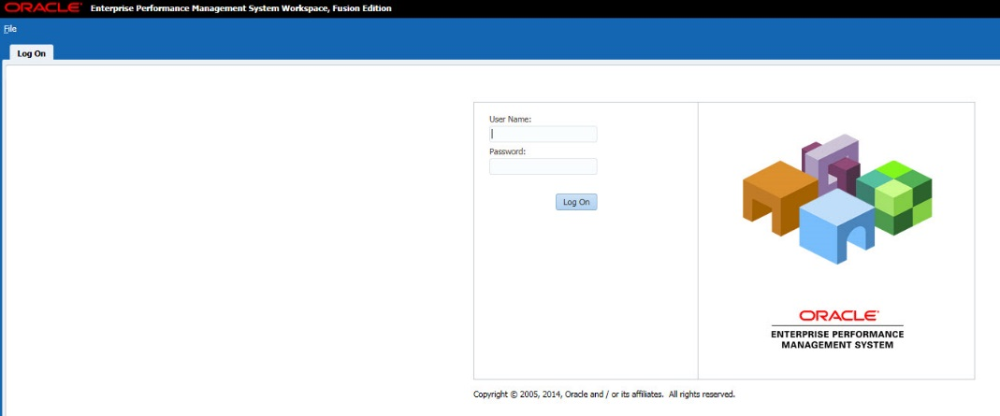 ORACLE® Enterprise Performance Management System Workspace, Fusion Edition
File
Log On
User Name:
Password:
Log On
ORACLE®
ENTERPRISE PERFORMANCE
MANAGEMENT SYSTEM
Copyright © 2005, 2014, Oracle and / or its affiliates. All rights reserved.